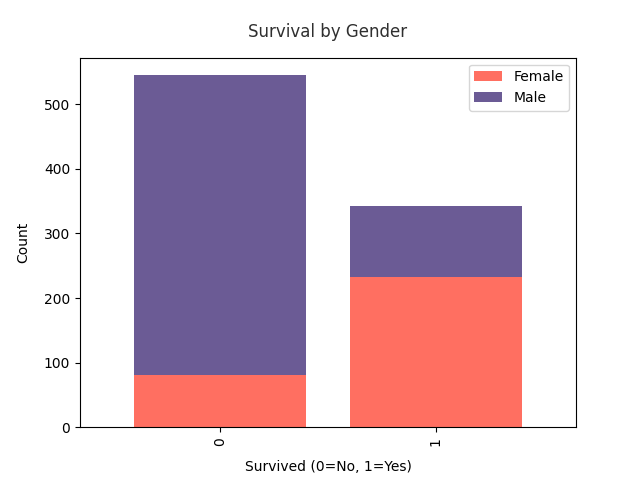 Survival by Gender
Female
Male
500
400
300
200
100
0
Count
0
1
Survived (0=No, 1=Yes)